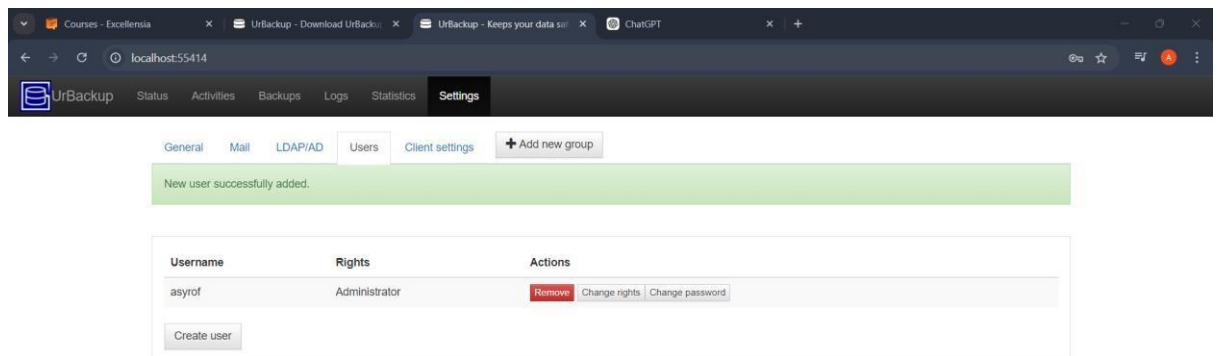 Courses - Excellensia
UrBackup - Download UrBackup
UrBackup - Keeps your data saf
ChatGPT
localhost:55414
A
UrBackup Status Activities Backups Logs Statistics Settings
General Mail LDAP/AD Users Client settings + Add new group
New user successfully added.
Username Rights Actions
asyrof Administrator Remove Change rights Change password
Create user